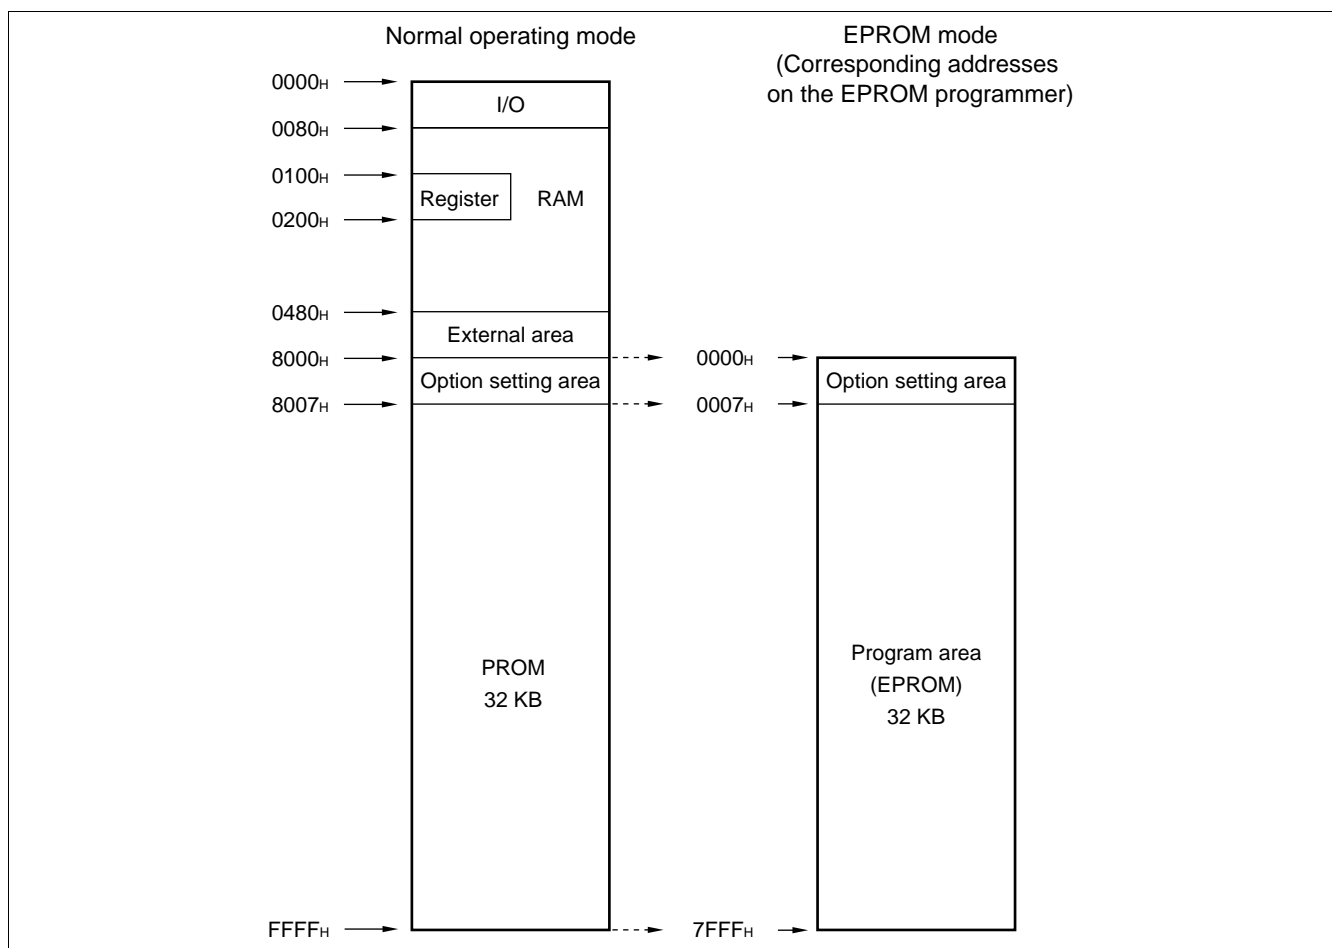 Normal operating mode
EPROM mode
(Corresponding addresses
on the EPROM programmer)
0000H
I/O
0080H
0100H
Register
RAM
0200H
0480H
External area
8000H
0000H
Option setting area
Option setting area
8007H
0007H
PROM
32 KB
Program area
(EPROM)
32 KB
FFFFH
7FFFH